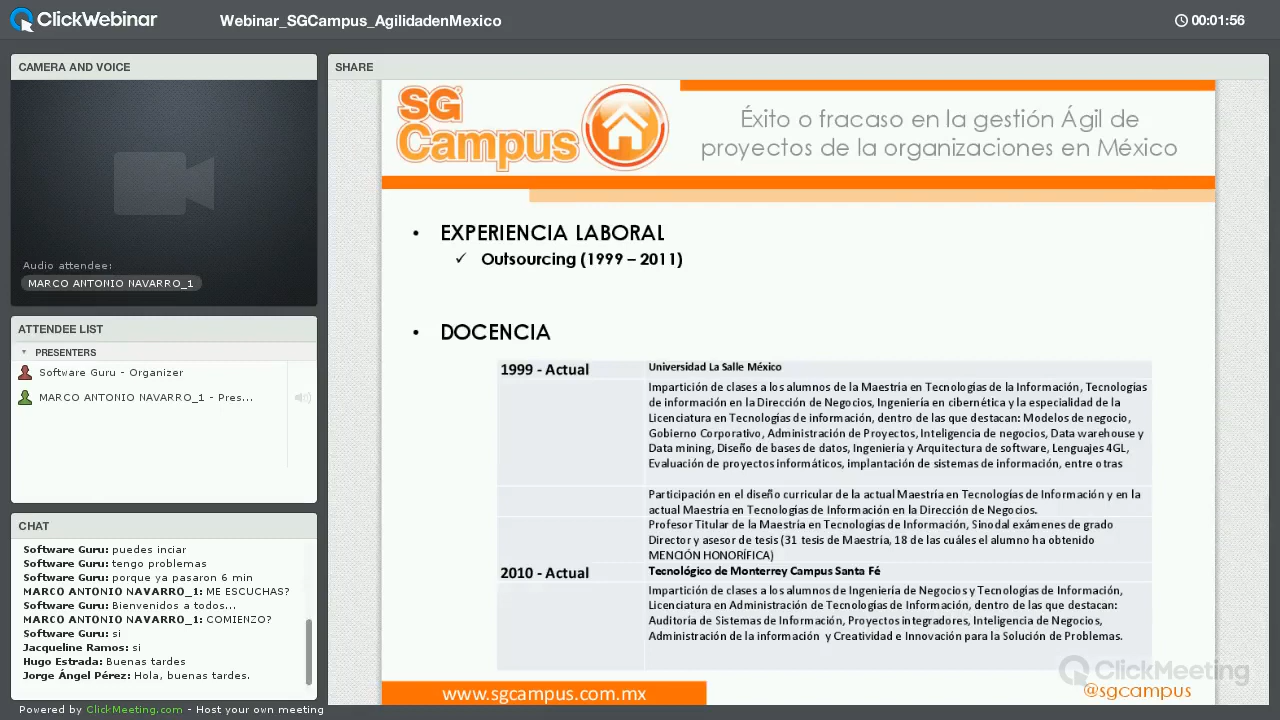 ClickWebinar
Webinar_SGCampus_AgilidadenMexico
00:01:56
CAMERA AND VOICE
Audio attendee:
MARCO ANTONIO NAVARRO_1
ATTENDEE LIST
PRESENTERS
Software Guru - Organizer
MARCO ANTONIO NAVARRO_1 - Pres...
CHAT
Software Guru: puedes inciar
Software Guru: tengo problemas
Software Guru: porque ya pasaron 6 min
MARCO ANTONIO NAVARRO_1: ME ESCUCHAS?
Software Guru: Bienvenidos a todos...
MARCO ANTONIO NAVARRO_1: COMIENZO?
Software Guru: si
Jacqueline Ramos: si
Hugo Estrada: Buenas tardes
Jorge Ángel Pérez: Hola, buenas tardes.
Powered by ClickMeeting.com - Host your own meeting
SHARE
SG
Campus
Éxito o fracaso en la gestión Ágil de
proyectos de la organizaciones en México
• EXPERIENCIA LABORAL
✓ Outsourcing (1999 – 2011)
• DOCENCIA
1999 - Actual Universidad La Salle México
Impartición de clases a los alumnos de la Maestria en Tecnologías de la Información, Tecnologías
de información en la Dirección de Negocios, Ingeniería en cibernética y la especialidad de la
Licenciatura en Tecnologías de información, dentro de las que destacan: Modelos de negocio,
Gobierno Corporativo, Administración de Proyectos, Inteligencia de negocios, Data warehouse y
Data mining, Diseño de bases de datos, Ingeniería y Arquitectura de software, Lenguajes 4GL,
Evaluación de proyectos informáticos, implantación de sistemas de información, entre otras
Participación en el diseño curricular de la actual Maestría en Tecnologías de Información y en la
actual Maestria en Tecnologías de Información en la Dirección de Negocios.
Profesor Titular de la Maestría en Tecnologías de Información, Sinodal exámenes de grado
Director y asesor de tesis (31 tesis de Maestría, 18 de las cuáles el alumno ha obtenido
MENCIÓN HONORÍFICA)
2010 - Actual Tecnológico de Monterrey Campus Santa Fé
Impartición de clases a los alumnos de Ingeniería de Negocios y Tecnologías de Información,
Licenciatura en Administración de Tecnologías de Información, dentro de las que destacan:
Auditoría de Sistemas de Información, Proyectos integradores, Inteligencia de Negocios,
Administración de la información y Creatividad e Innovación para la Solución de Problemas.
ClickMeeting
www.sgcampus.com.mx
@sgcampus